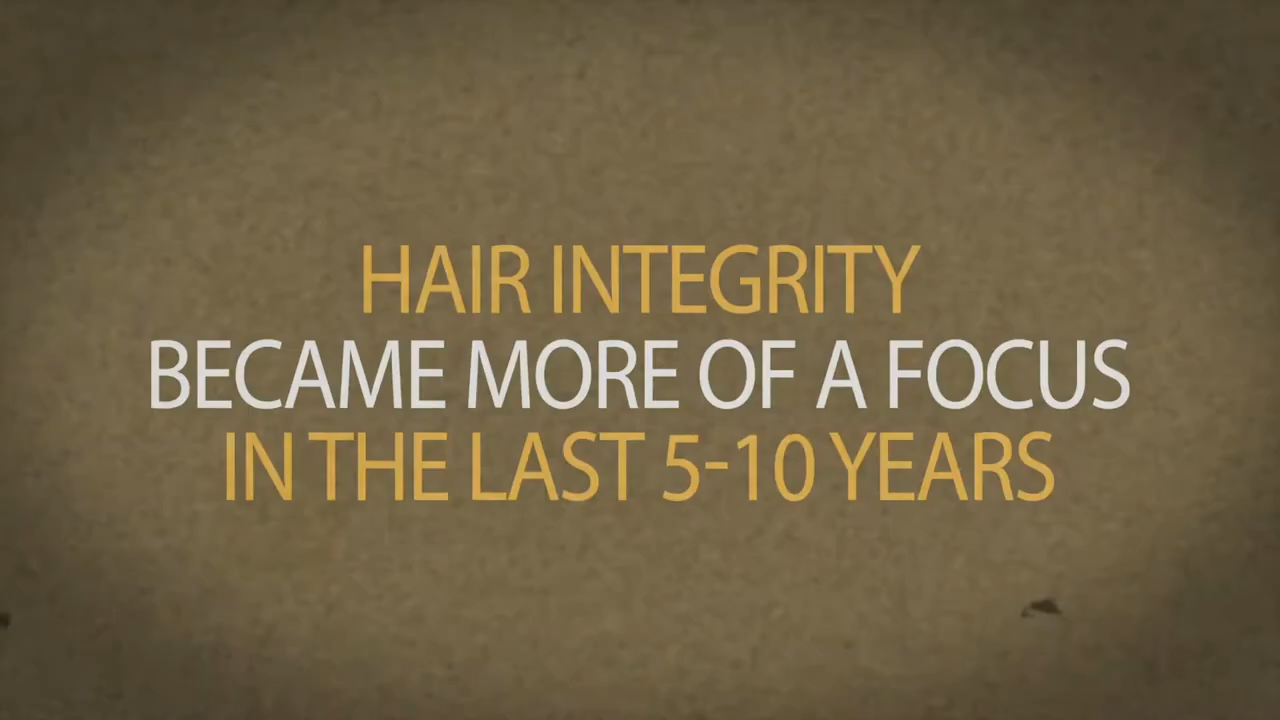 HAIR INTEGRITY
BECAME MORE OF A FOCUS
IN THE LAST 5-10 YEARS